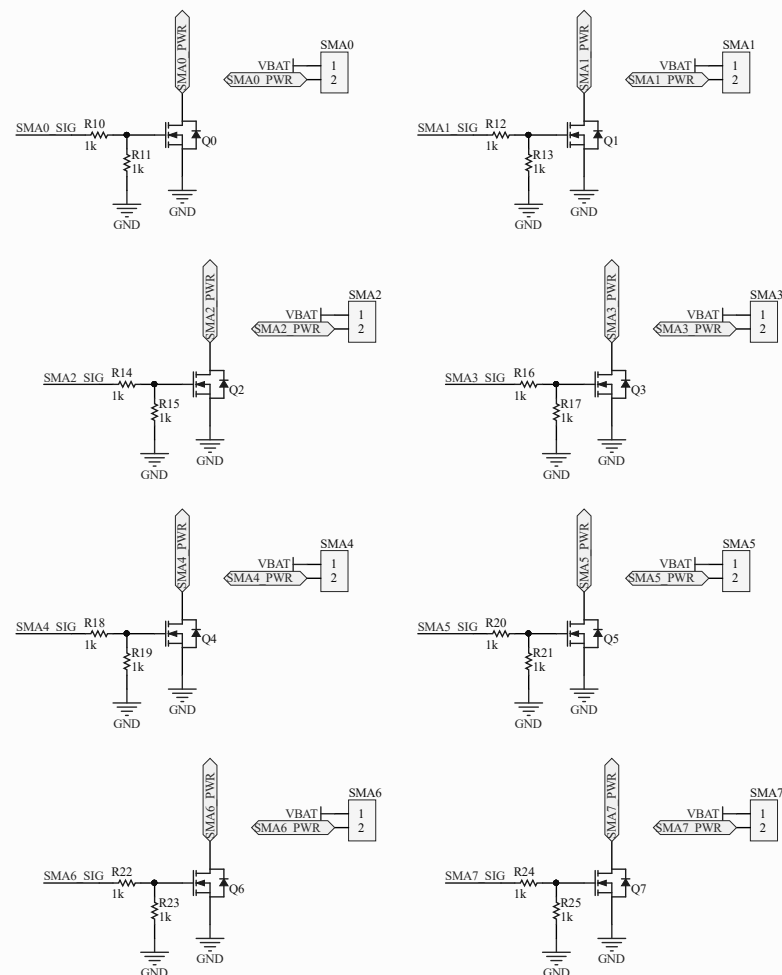 SMA0_PWR
SMA0
VBAT 1
SMA0_PWR 2
SMA0_SIG R10
1k
Q0
R11
1k
GND
GND
SMA1_PWR
SMA1
VBAT 1
SMA1_PWR 2
SMA1_SIG R12
1k
Q1
R13
1k
GND
GND
SMA2_PWR
SMA2
VBAT 1
SMA2_PWR 2
SMA2_SIG R14
1k
Q2
R15
1k
GND
GND
SMA3_PWR
SMA3
VBAT 1
SMA3_PWR 2
SMA3_SIG R16
1k
Q3
R17
1k
GND
GND
SMA4_PWR
SMA4
VBAT 1
SMA4_PWR 2
SMA4_SIG R18
1k
Q4
R19
1k
GND
GND
SMA5_PWR
SMA5
VBAT 1
SMA5_PWR 2
SMA5_SIG R20
1k
Q5
R21
1k
GND
GND
SMA6_PWR
SMA6
VBAT 1
SMA6_PWR 2
SMA6_SIG R22
1k
Q6
R23
1k
GND
GND
SMA7_PWR
SMA7
VBAT 1
SMA7_PWR 2
SMA7_SIG R24
1k
Q7
R25
1k
GND
GND